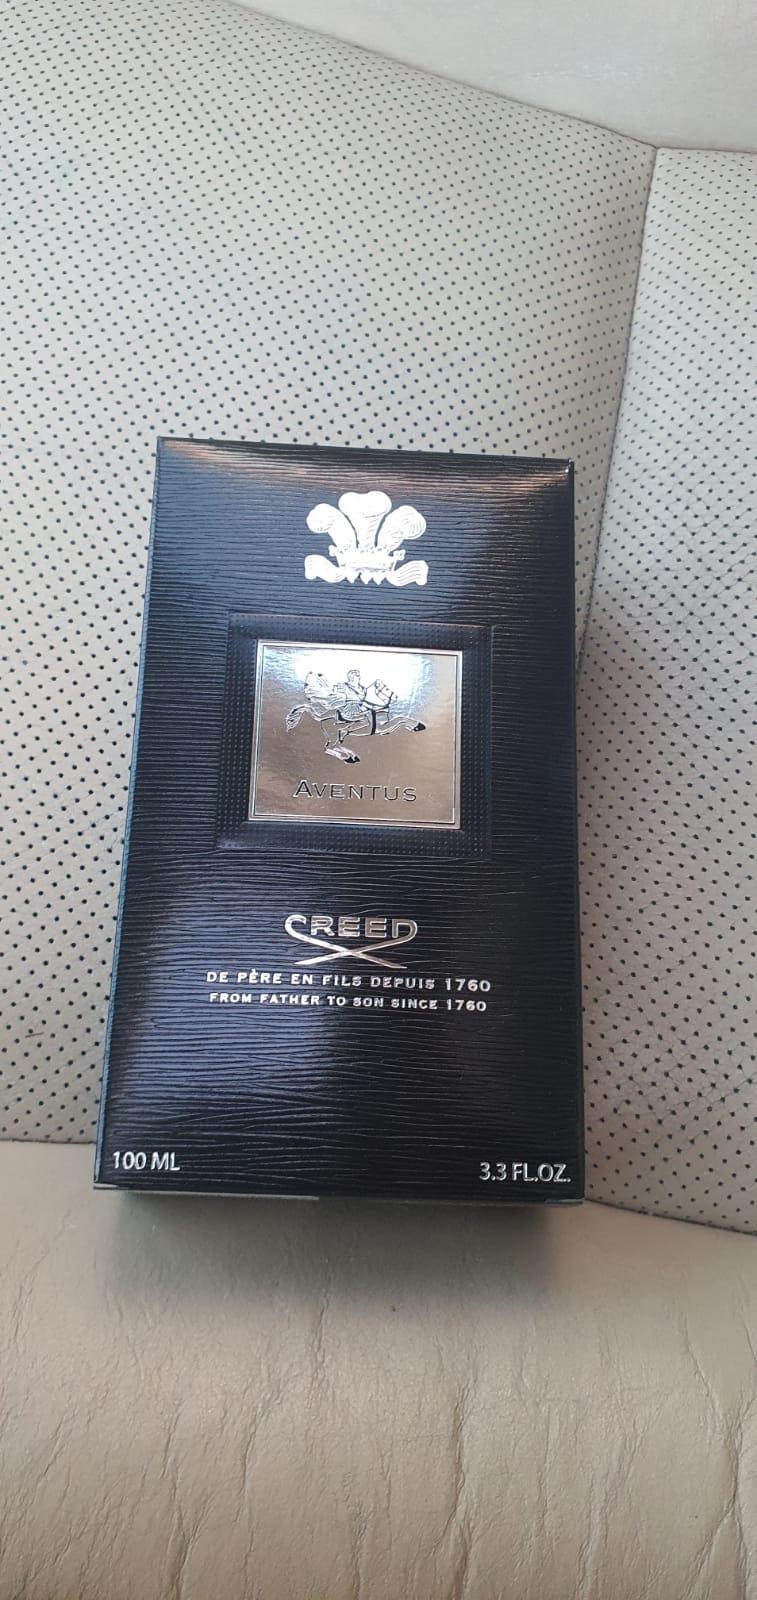 AVENTUS
CREED
DE PÈRE EN FILS DEPUIS 1760
FROM FATHER TO SON SINCE 1760
100 ML
3.3 FL.OZ.